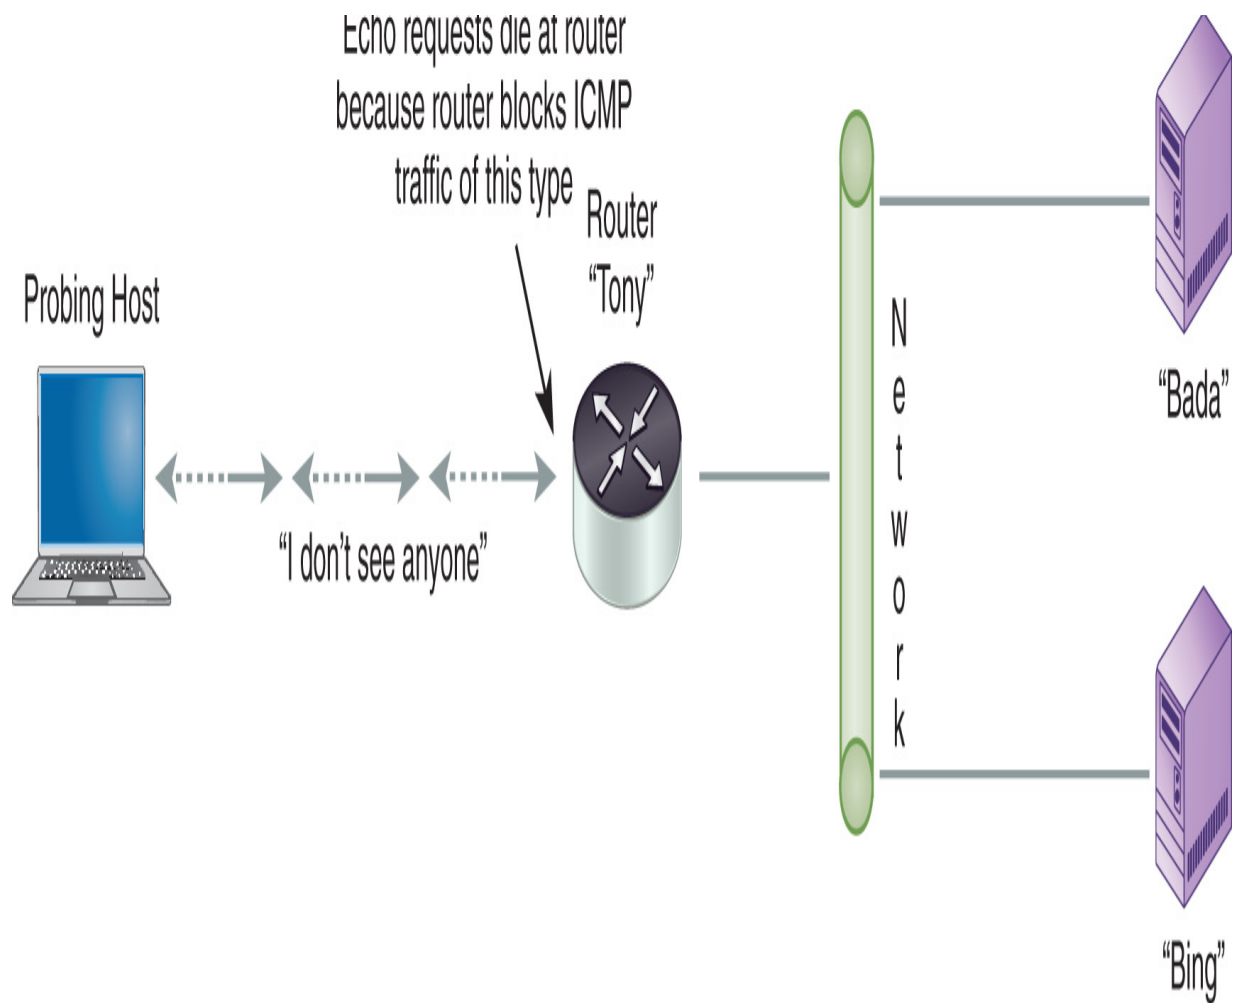 Echo requests die at router
because router blocks ICMP
traffic of this type
Router
“Tony”
Probing Host
“I don’t see anyone”
Network
“Bada”
“Bing”